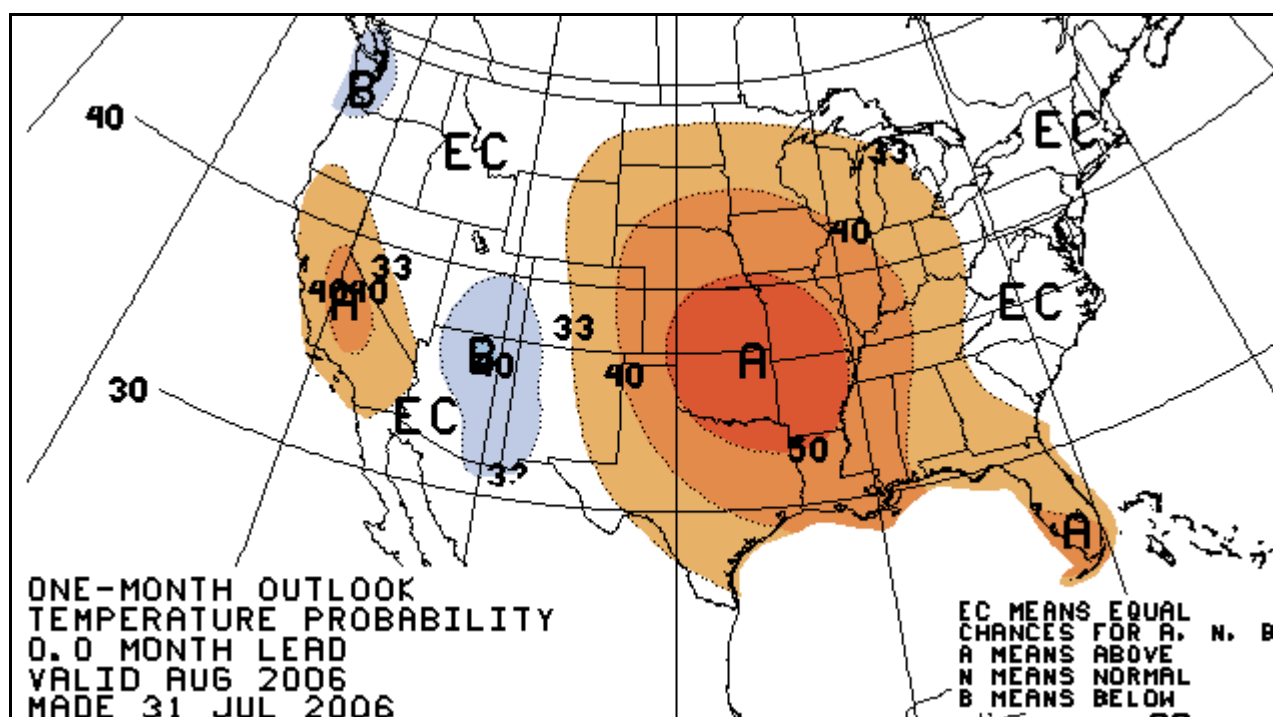 B
40
EC
EC
33
40
33
4040
A
EC
B
40
33
40
A
30
EC
50
A
ONE-MONTH OUTLOOK
TEMPERATURE PROBABILITY
0.0 MONTH LEAD
VALID AUG 2006
MADE 31 JUL 2006
EC MEANS EQUAL
CHANCES FOR A, N, B
A MEANS ABOVE
N MEANS NORMAL
B MEANS BELOW